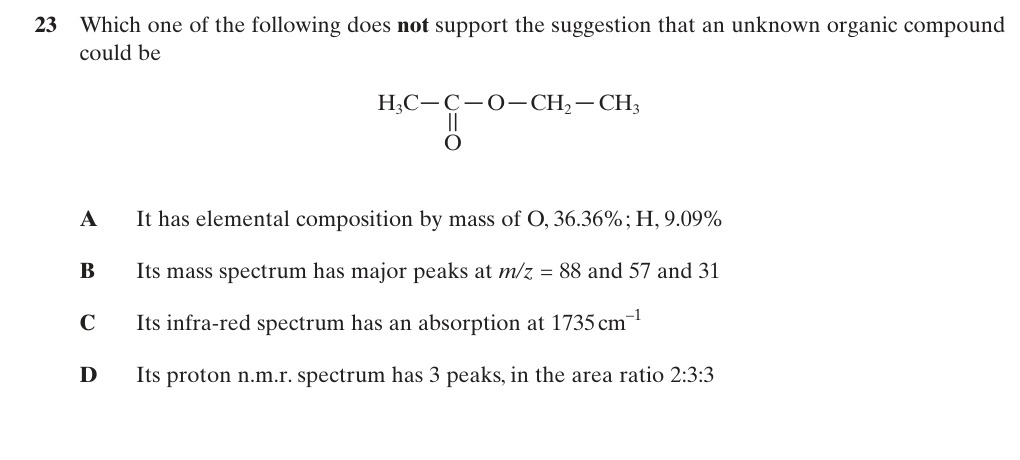 23 Which one of the following does not support the suggestion that an unknown organic compound
could be
H₃C—C—O—CH₂—CH₃
||
O
A It has elemental composition by mass of O, 36.36%; H, 9.09%
B Its mass spectrum has major peaks at m/z = 88 and 57 and 31
C Its infra-red spectrum has an absorption at 1735 cm⁻¹
D Its proton n.m.r. spectrum has 3 peaks, in the area ratio 2:3:3